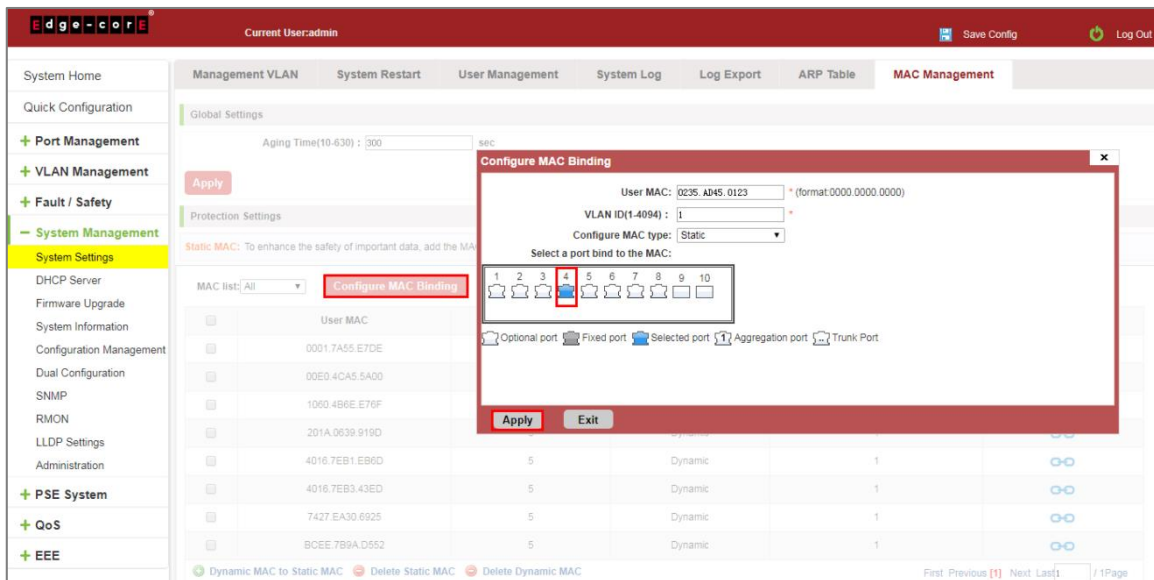 Edge-corE
Current User:admin
Save Config
Log Out
System Home
Quick Configuration
+ Port Management
+ VLAN Management
+ Fault / Safety
− System Management
System Settings
DHCP Server
Firmware Upgrade
System Information
Configuration Management
Dual Configuration
SNMP
RMON
LLDP Settings
Administration
+ PSE System
+ QoS
+ EEE
Management VLAN System Restart User Management System Log Log Export ARP Table MAC Management
Global Settings
Aging Time(10-630) : 300 sec
Apply
Protection Settings
Static MAC: To enhance the safety of important data, add the
MAC list: All Configure MAC Binding
User MAC
0001.7A55.E7DE
00E0.4CA5.5A00
1060.4B6E.E76F
201A.0639.919D
4016.7EB1.EB6D 5 Dynamic 1
4016.7EB3.43ED 5 Dynamic 1
7427.EA30.6925 5 Dynamic 1
BCEE.7B9A.D552 5 Dynamic 1
Dynamic MAC to Static MAC Delete Static MAC Delete Dynamic MAC
First Previous [1] Next Last 1 / 1Page
Configure MAC Binding ×
User MAC: 0235.AD45.0123 * (format:0000.0000.0000)
VLAN ID(1-4094) : 1 *
Configure MAC type: Static
Select a port bind to the MAC:
1 2 3 4 5 6 7 8 9 10
Optional port Fixed port Selected port 1 Aggregation port .. Trunk Port
Apply Exit